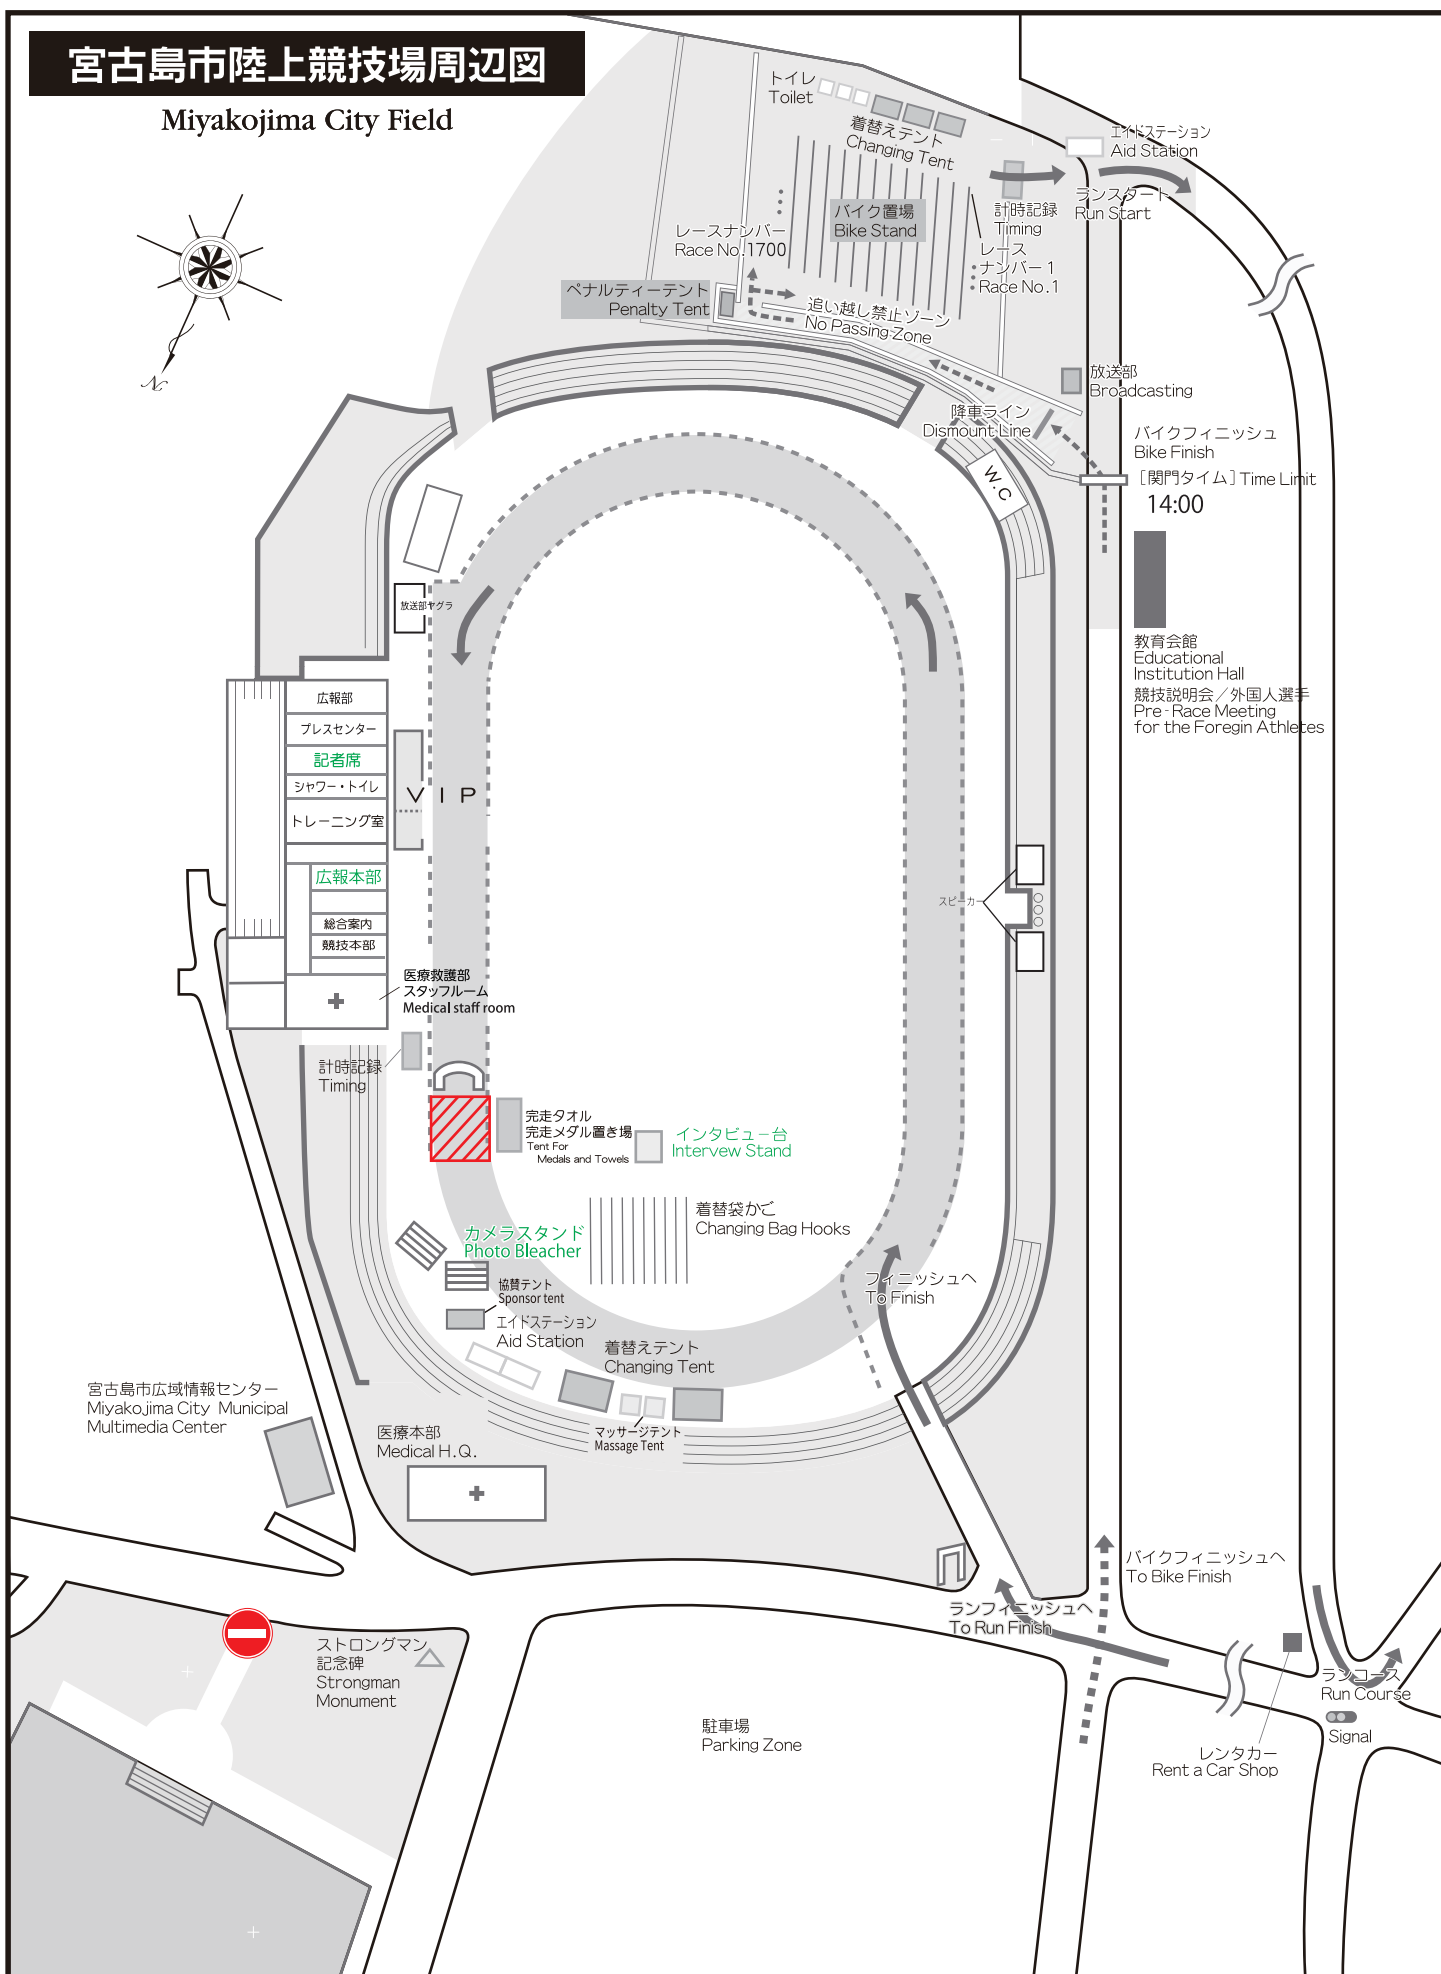 宮古島市陸上競技場周辺図
Miyakojima City Field
トイレ
Toilet
着替えテント
Changing Tent
エイドステーション
Aid Station
ランスタート
Run Start
計時記録
Timing
バイク置場
Bike Stand
レースナンバー
Race No.1700
レース
ナンバー1
Race No.1
ペナルティーテント
Penalty Tent
追い越し禁止ゾーン
No Passing Zone
N
放送部
Broadcasting
降車ライン
Dismount Line
バイクフィニッシュ
Bike Finish
［関門タイム］Time Limit
14:00
W.C
放送部ヤグラ
教育会館
Educational
Institution Hall
競技説明会／外国人選手
Pre-Race Meeting
for the Foregin Athletes
広報部
プレスセンター
記者席
シャワー・トイレ
トレーニング室
VIP
広報本部
総合案内
競技本部
スピーカー
医療救護部
スタッフルーム
Medical staff room
計時記録
Timing
完走タオル
完走メダル置き場
Tent For
Medals and Towels
インタビュー台
Intervew Stand
着替袋かご
Changing Bag Hooks
カメラスタンド
Photo Bleacher
協賛テント
Sponsor tent
エイドステーション
Aid Station
フィニッシュへ
To Finish
着替えテント
Changing Tent
マッサージテント
Massage Tent
宮古島市広域情報センター
Miyakojima City Municipal
Multimedia Center
医療本部
Medical H.Q.
バイクフィニッシュへ
To Bike Finish
ランフィニッシュへ
To Run Finish
ストロングマン
記念碑
Strongman
Monument
ランコース
Run Course
Signal
駐車場
Parking Zone
レンタカー
Rent a Car Shop